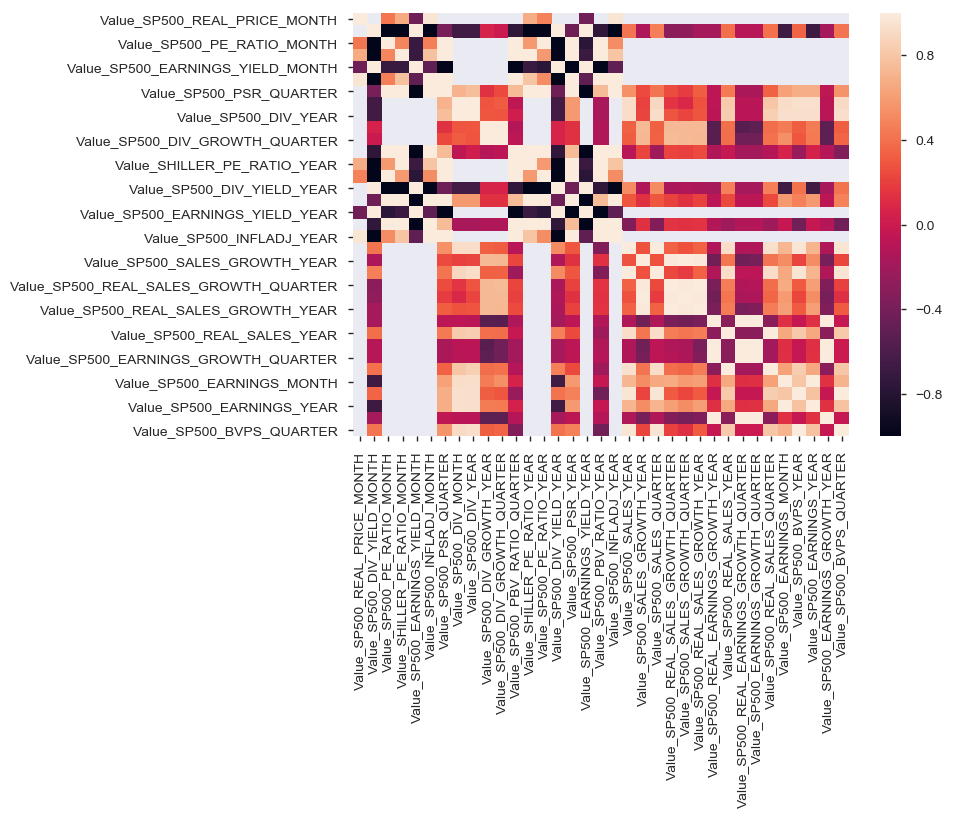 Value_SP500_REAL_PRICE_MONTH
Value_SP500_PE_RATIO_MONTH
Value_SP500_EARNINGS_YIELD_MONTH
Value_SP500_PSR_QUARTER
Value_SP500_DIV_YEAR
Value_SP500_DIV_GROWTH_QUARTER
Value_SHILLER_PE_RATIO_YEAR
Value_SP500_DIV_YIELD_YEAR
Value_SP500_EARNINGS_YIELD_YEAR
Value_SP500_INFLADJ_YEAR
Value_SP500_SALES_GROWTH_YEAR
Value_SP500_REAL_SALES_GROWTH_QUARTER
Value_SP500_REAL_SALES_GROWTH_YEAR
Value_SP500_REAL_SALES_YEAR
Value_SP500_EARNINGS_GROWTH_QUARTER
Value_SP500_EARNINGS_MONTH
Value_SP500_EARNINGS_YEAR
Value_SP500_BVPS_QUARTER
Value_SP500_REAL_PRICE_MONTH
Value_SP500_DIV_YIELD_MONTH
Value_SP500_PE_RATIO_MONTH
Value_SHILLER_PE_RATIO_MONTH
Value_SP500_EARNINGS_YIELD_MONTH
Value_SP500_INFLADJ_MONTH
Value_SP500_PSR_QUARTER
Value_SP500_DIV_MONTH
Value_SP500_DIV_YEAR
Value_SP500_DIV_GROWTH_YEAR
Value_SP500_DIV_GROWTH_QUARTER
Value_SP500_PBV_RATIO_QUARTER
Value_SHILLER_PE_RATIO_YEAR
Value_SP500_PE_RATIO_YEAR
Value_SP500_DIV_YIELD_YEAR
Value_SP500_PSR_YEAR
Value_SP500_EARNINGS_YIELD_YEAR
Value_SP500_PBV_RATIO_YEAR
Value_SP500_INFLADJ_YEAR
Value_SP500_SALES_YEAR
Value_SP500_SALES_GROWTH_YEAR
Value_SP500_SALES_QUARTER
Value_SP500_REAL_SALES_GROWTH_QUARTER
Value_SP500_SALES_GROWTH_QUARTER
Value_SP500_REAL_SALES_GROWTH_YEAR
Value_SP500_REAL_EARNINGS_GROWTH_YEAR
Value_SP500_REAL_SALES_YEAR
Value_SP500_REAL_EARNINGS_GROWTH_QUARTER
Value_SP500_EARNINGS_GROWTH_QUARTER
Value_SP500_REAL_SALES_QUARTER
Value_SP500_EARNINGS_MONTH
Value_SP500_BVPS_YEAR
Value_SP500_EARNINGS_YEAR
Value_SP500_EARNINGS_GROWTH_YEAR
Value_SP500_BVPS_QUARTER
0.8
0.4
0.0
-0.4
-0.8